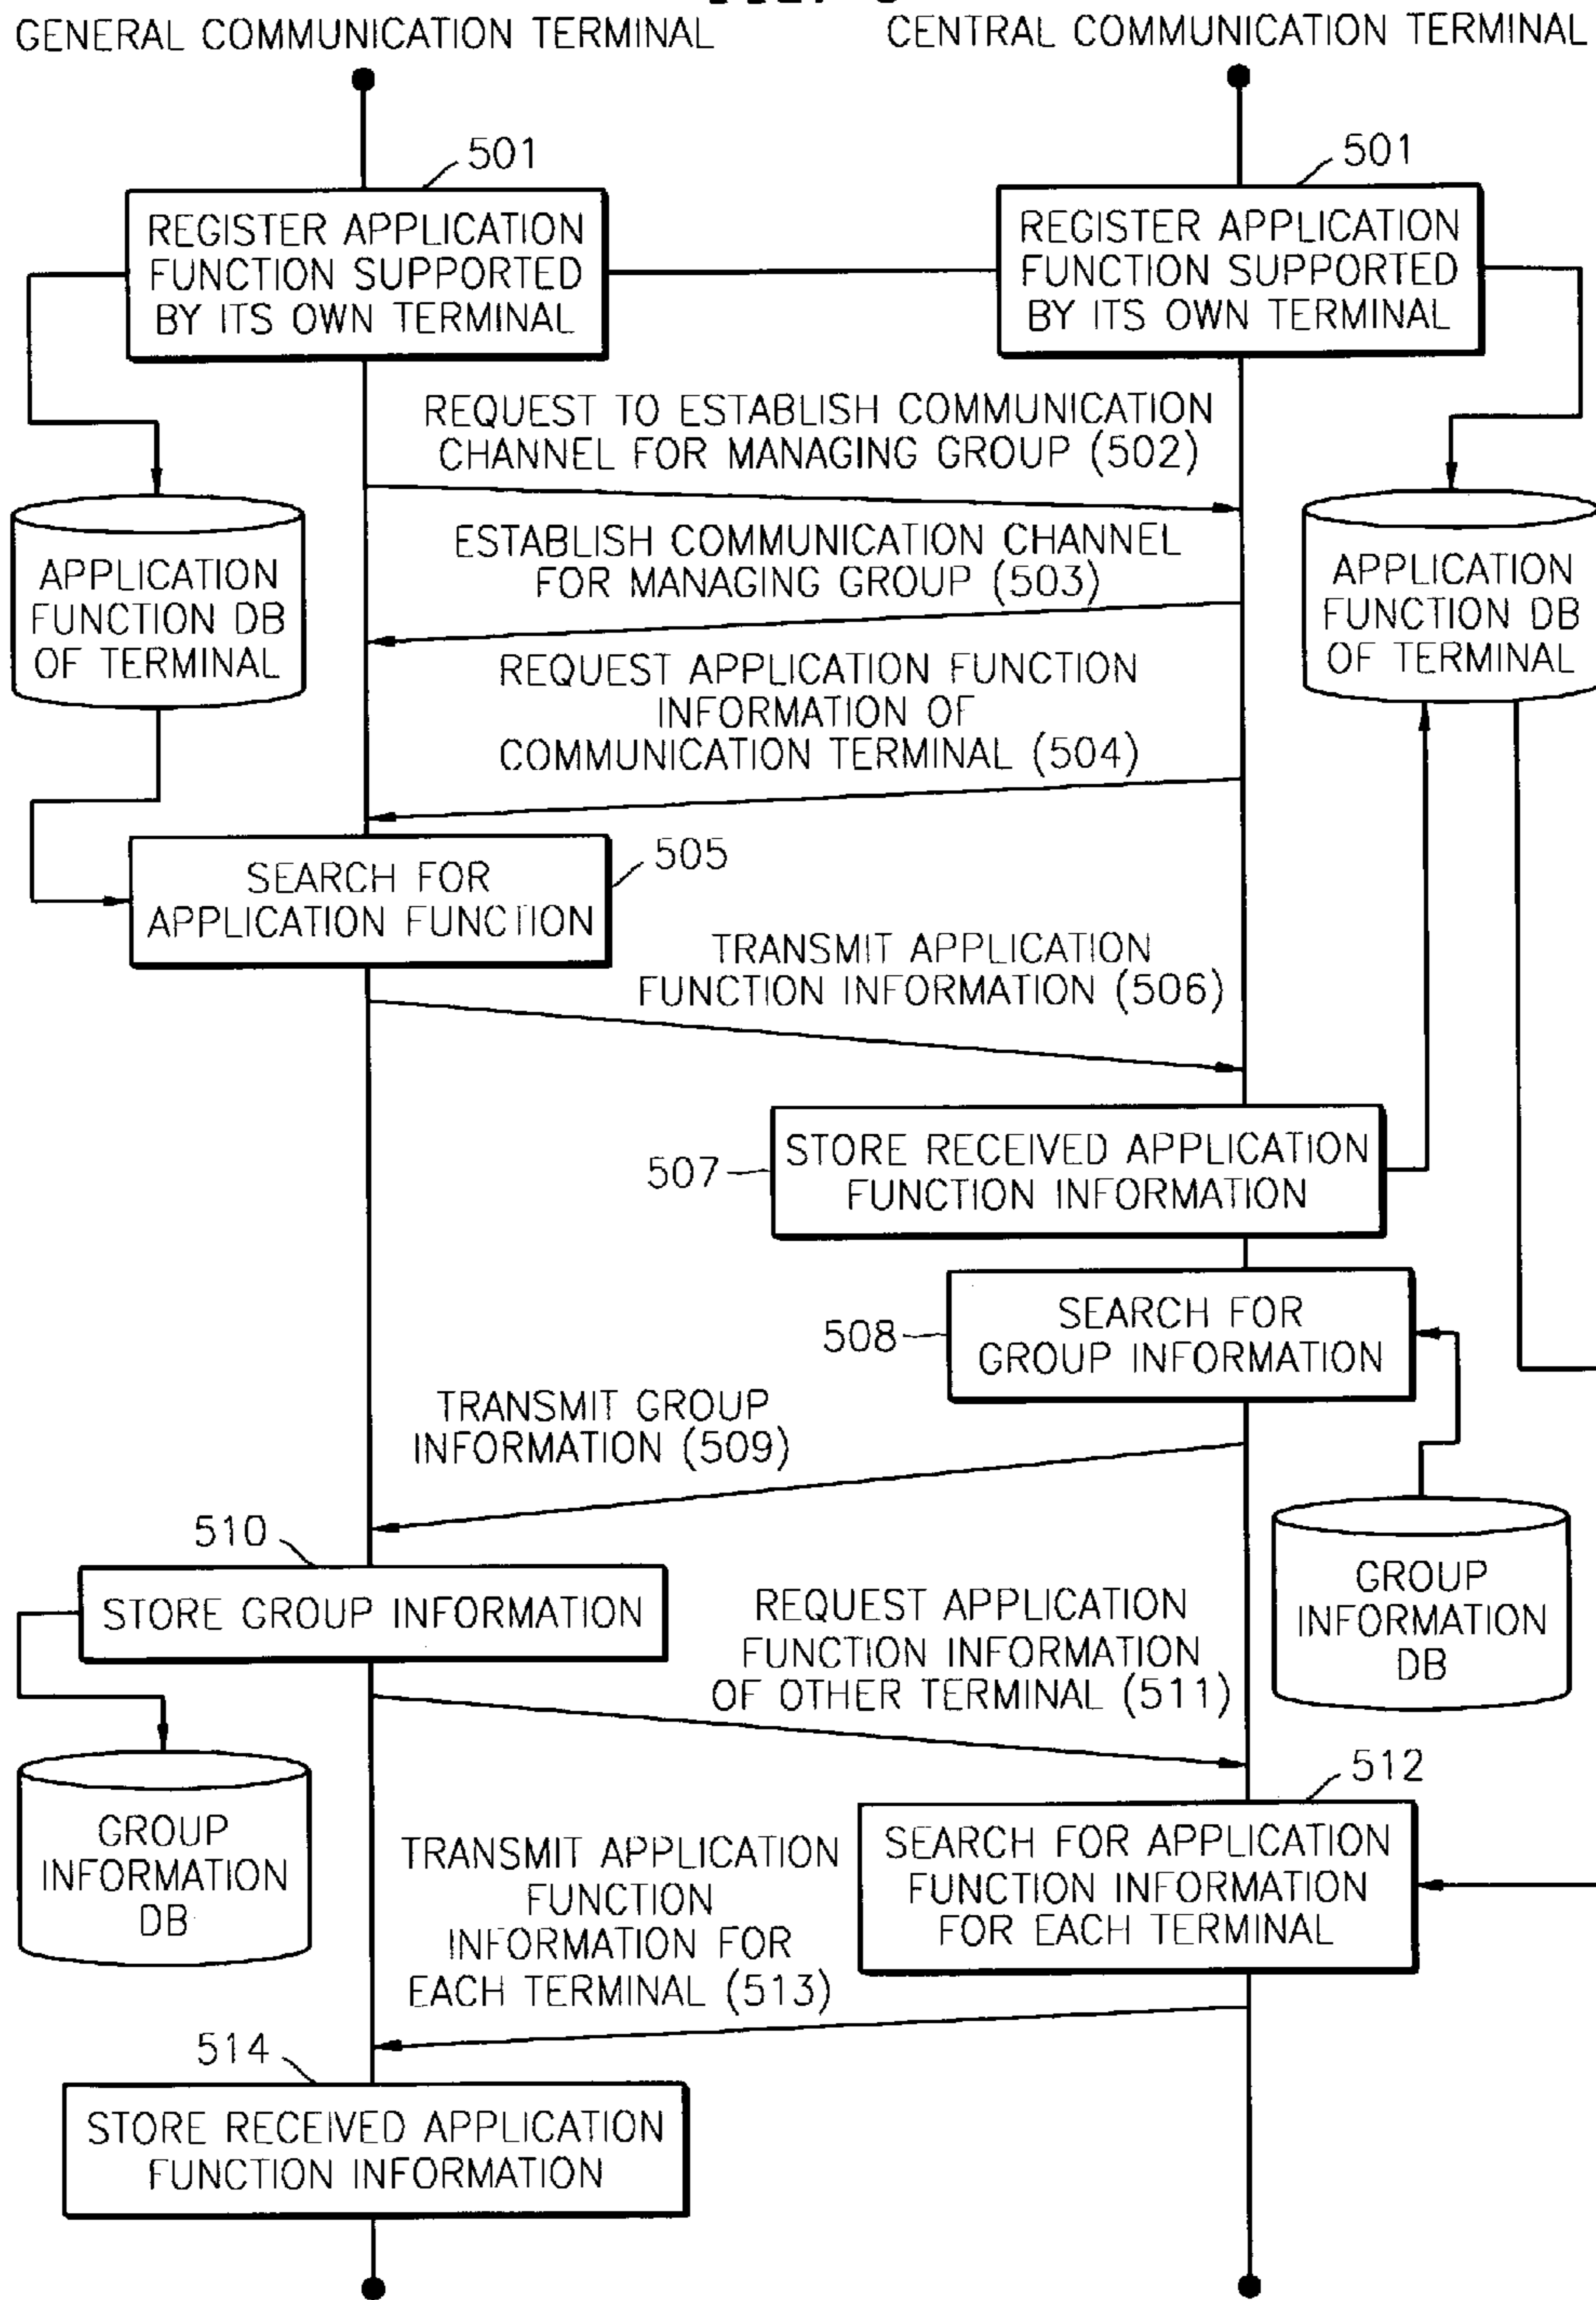 GENERAL COMMUNICATION TERMINAL
CENTRAL COMMUNICATION TERMINAL
501
501
REGISTER APPLICATION
FUNCTION SUPPORTED
BY ITS OWN TERMINAL
REGISTER APPLICATION
FUNCTION SUPPORTED
BY ITS OWN TERMINAL
REQUEST TO ESTABLISH COMMUNICATION
CHANNEL FOR MANAGING GROUP (502)
ESTABLISH COMMUNICATION CHANNEL
FOR MANAGING GROUP (503)
APPLICATION
FUNCTION DB
OF TERMINAL
APPLICATION
FUNCTION DB
OF TERMINAL
REQUEST APPLICATION FUNCTION
INFORMATION OF
COMMUNICATION TERMINAL (504)
505
SEARCH FOR
APPLICATION FUNCTION
TRANSMIT APPLICATION
FUNCTION INFORMATION (506)
507
STORE RECEIVED APPLICATION
FUNCTION INFORMATION
508
SEARCH FOR
GROUP INFORMATION
TRANSMIT GROUP
INFORMATION (509)
510
STORE GROUP INFORMATION
GROUP
INFORMATION
DB
REQUEST APPLICATION
FUNCTION INFORMATION
OF OTHER TERMINAL (511)
512
GROUP
INFORMATION
DB
SEARCH FOR APPLICATION
FUNCTION INFORMATION
FOR EACH TERMINAL
TRANSMIT APPLICATION
FUNCTION
INFORMATION FOR
EACH TERMINAL (513)
514
STORE RECEIVED APPLICATION
FUNCTION INFORMATION